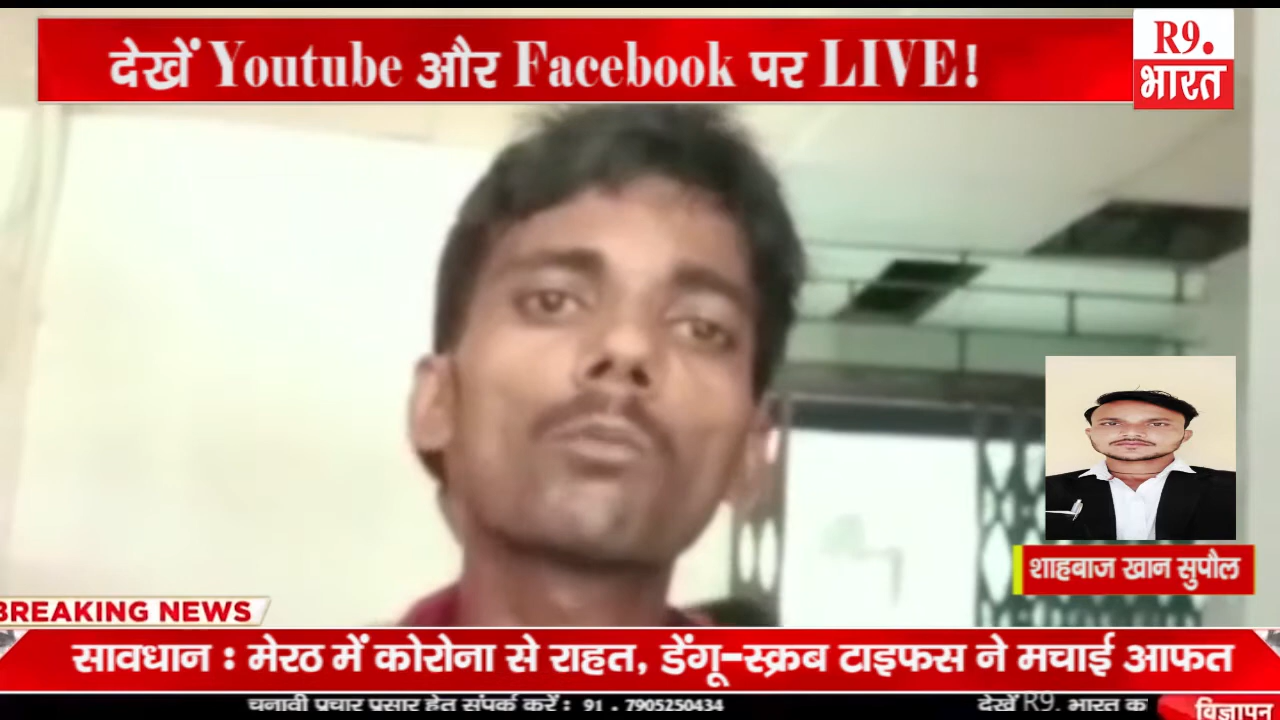 देखें Youtube और Facebook पर LIVE!
R9.
भारत
शाहबाज खान सुपौल
BREAKING NEWS
सावधान : मेरठ में कोरोना से राहत, डेंगू-स्क्रब टाइफस ने मचाई आफत
चनावी प्रचार प्रसार हेत संपर्क करें : 91 . 7905250434
देखें R9. भारत क
विज्ञापन